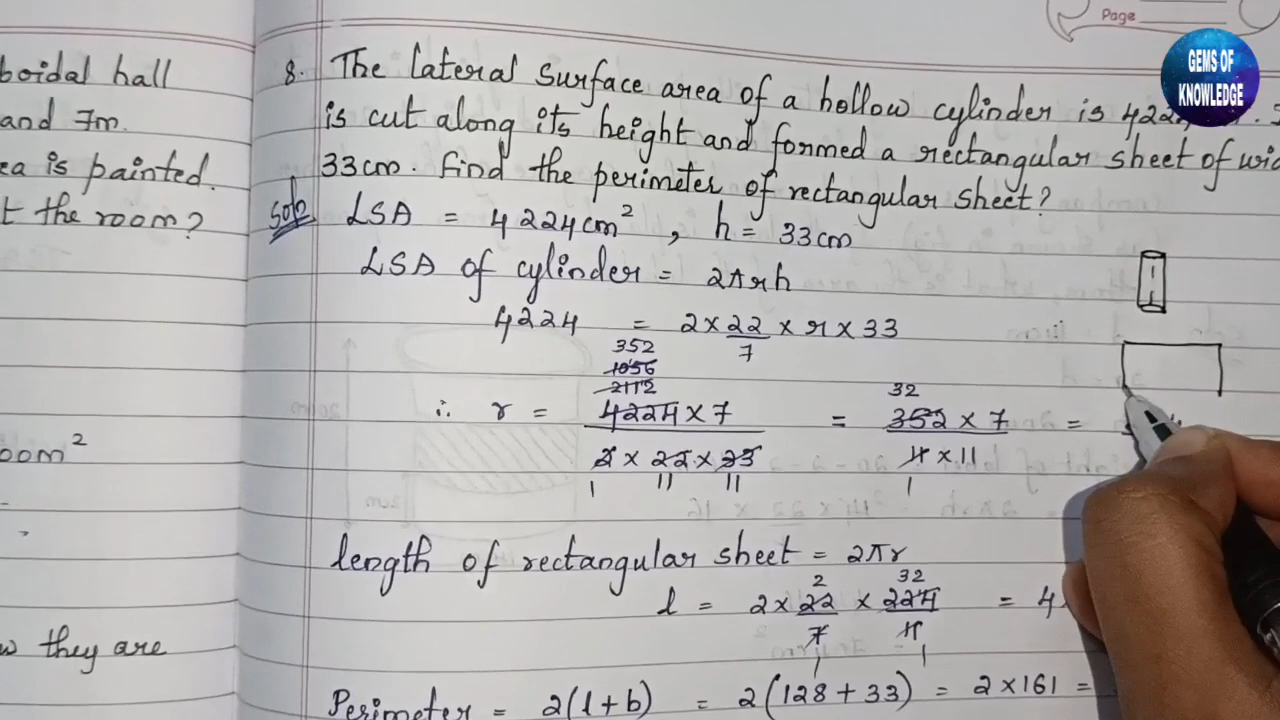 Page
GEMS OF
KNOWLEDGE
boidal hall
and 7m.
ea is painted.
t the room?
oom²
w they are
8. The lateral surface area of a hollow cylinder is
is cut along its height and formed a rectangular sheet of
33cm. Find the perimeter of rectangular sheet?
Solⁿ LSA = 4224cm² , h = 33cm
LSA of cylinder = 2πrh
4224 = 2 × 22/7 × r × 33
352
1056
2112 32
∴ r = 4224 × 7 = 352 × 7 =
2 × 22 × 33 11 × 11
1 11 11 1
length of rectangular sheet = 2πr
2 32
l = 2 × 22/7 × 224/11 = 4
1 1
Perimeter = 2(l+b) = 2(128+33) = 2×161 =